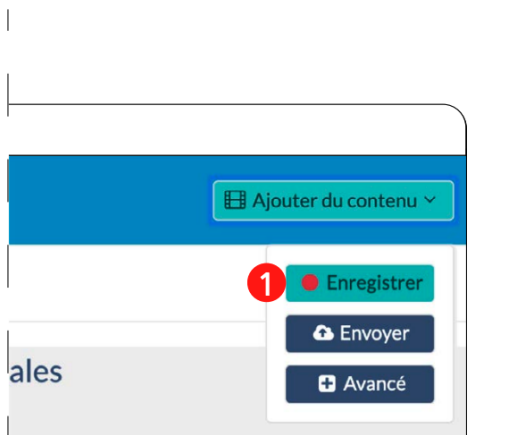 Ajouter du contenu
1 Enregistrer
Envoyer
ales Avancé